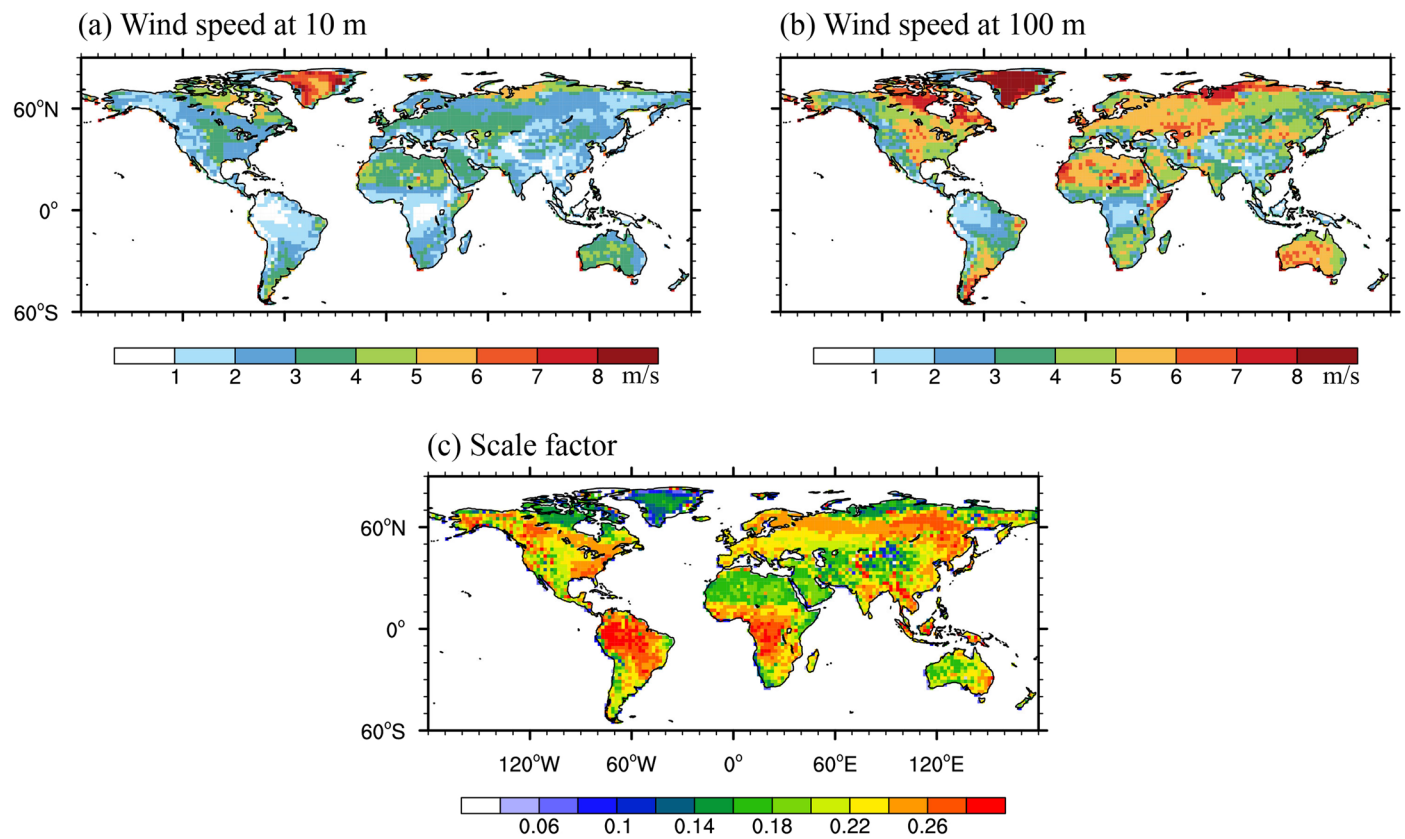 (a) Wind speed at 10 m
(b) Wind speed at 100 m
60°N
0°
60°S
60°N
0°
60°S
1 2 3 4 5 6 7 8 m/s
1 2 3 4 5 6 7 8 m/s
(c) Scale factor
60°N
0°
60°S
120°W 60°W 0° 60°E 120°E
0.06 0.1 0.14 0.18 0.22 0.26